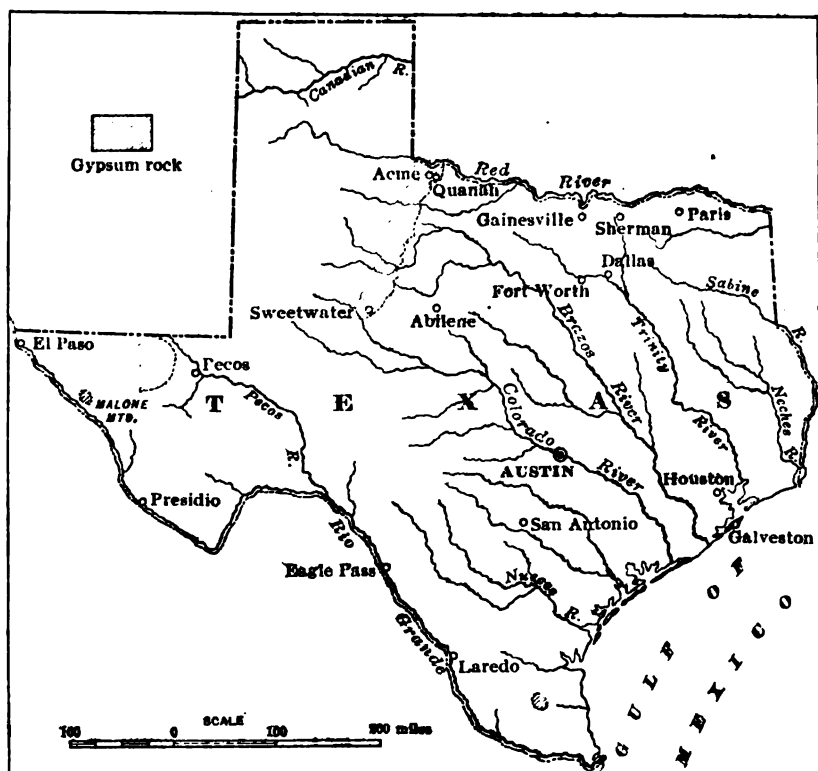 Canadian R.
Gypsum rock
Red River
Acme
Quanah
Gainesville
Sherman
Paris
Dallas
Fort Worth
Sabine R.
Sweetwater
Abilene
Brazos River
Trinity River
El Paso
Pecos
Pecos R.
MALONE
MTS.
T E X A S
Neches R.
Colorado River
AUSTIN
Houston
Presidio
Rio Grande
San Antonio
Galveston
Eagle Pass
Nueces R.
Laredo
GULF OF
MEXICO
SCALE
100 0 100 200 miles